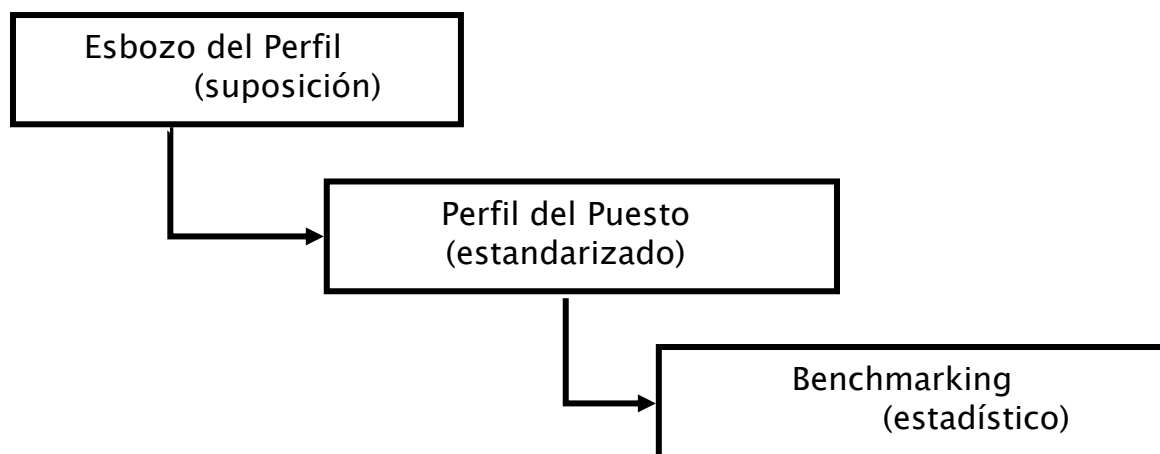 Esbozo del Perfil
(suposición)
Perfil del Puesto
(estandarizado)
Benchmarking
(estadístico)